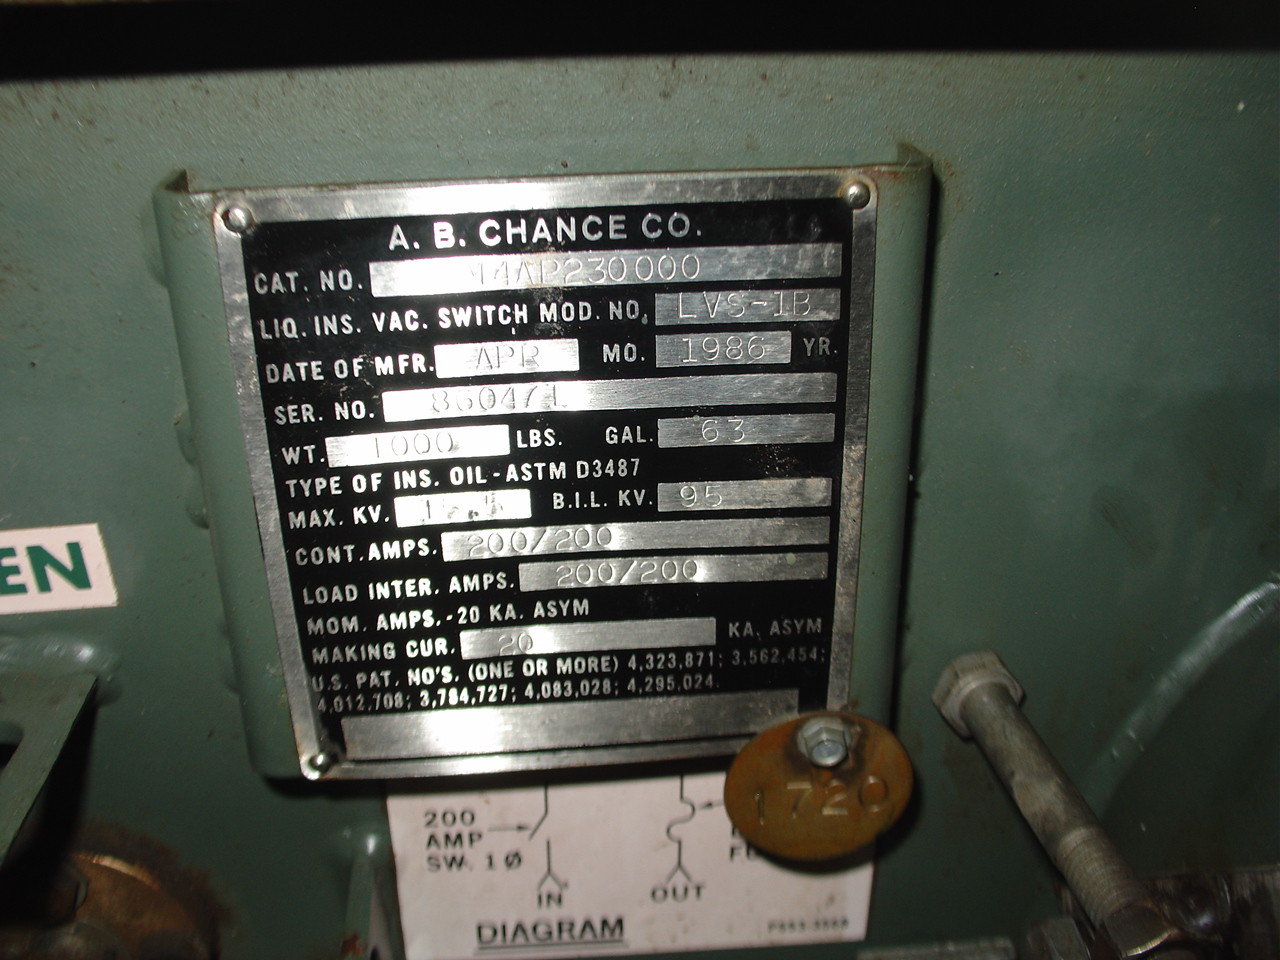 A. B. CHANCE CO.
CAT. NO. 14AP230000
LIQ. INS. VAC. SWITCH MOD. NO. LVS-1B
DATE OF MFR. APR MO. 1986 YR.
SER. NO. 8604/1
WT. 1000 LBS. GAL. 63
TYPE OF INS. OIL-ASTM D3487
MAX. KV. B.I.L. KV. 95
CONT. AMPS. 200/200
LOAD INTER. AMPS. 200/200
MOM. AMPS.-20 KA. ASYM
MAKING CUR. 20 KA. ASYM
U.S. PAT. NO'S. (ONE OR MORE) 4,323,871; 3,562,454;
4,012,708; 3,784,727; 4,083,028; 4,295,024.
EN
1720
200
AMP
SW. 1Ø
IN
OUT
DIAGRAM